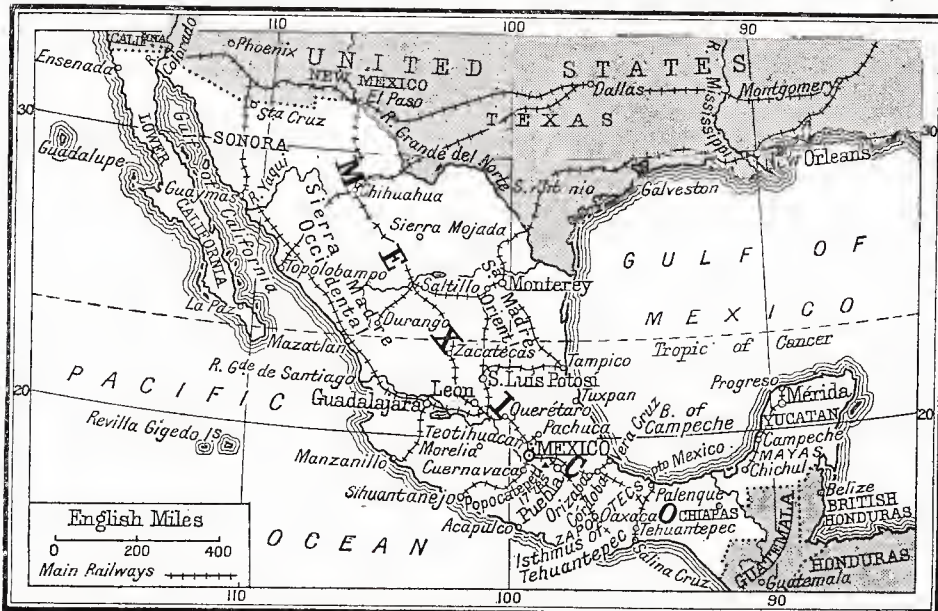 110 100 90
CALIFORNIA
Ensenada
R. Colorado
Phoenix
UNITED STATES
NEW MEXICO
El Paso
Dallas
Montgomery
R. Mississippi
TEXAS
30
30
Sta Cruz
LOWER CALIFORNIA
Gulf of California
SONORA
Yaqui
R. Grande del Norte
New Orleans
Guadalupe
Guaymas
Chihuahua
Galveston
Sierra Mojada
Sierra Madre Occidental
MEXICO
GULF OF MEXICO
Topolobampo
Saltillo
Monterey
Sa. Madre Orientl
La Paz
Durango
Mazatlan
Zacatecas
Tampico
Tropic of Cancer
R. Gde de Santiago
S. Luis Potosi
Progreso
Mérida
PACIFIC OCEAN
20
20
Guadalajara
Leon
Querétaro
Tuxpan
B. of Campeche
YUCATAN
Revilla Gigedo Is
Teotihuacan
Pachuca
Vera Cruz
Campeche
MAYAS
Morelia
MEXICO
Pto Mexico
Chichul
Manzanillo
Cuernavaca
Popocatepetl
Puebla
Orizaba
Cordoba
Palenque
Belize
BRITISH HONDURAS
Sihuantanejo
Oaxaca
CHIAPAS
Acapulco
Isthmus of Tehuantepec
Tehuantepec
Salina Cruz
GUATEMALA
HONDURAS
Guatemala
English Miles
0 200 400
Main Railways
110 100 90